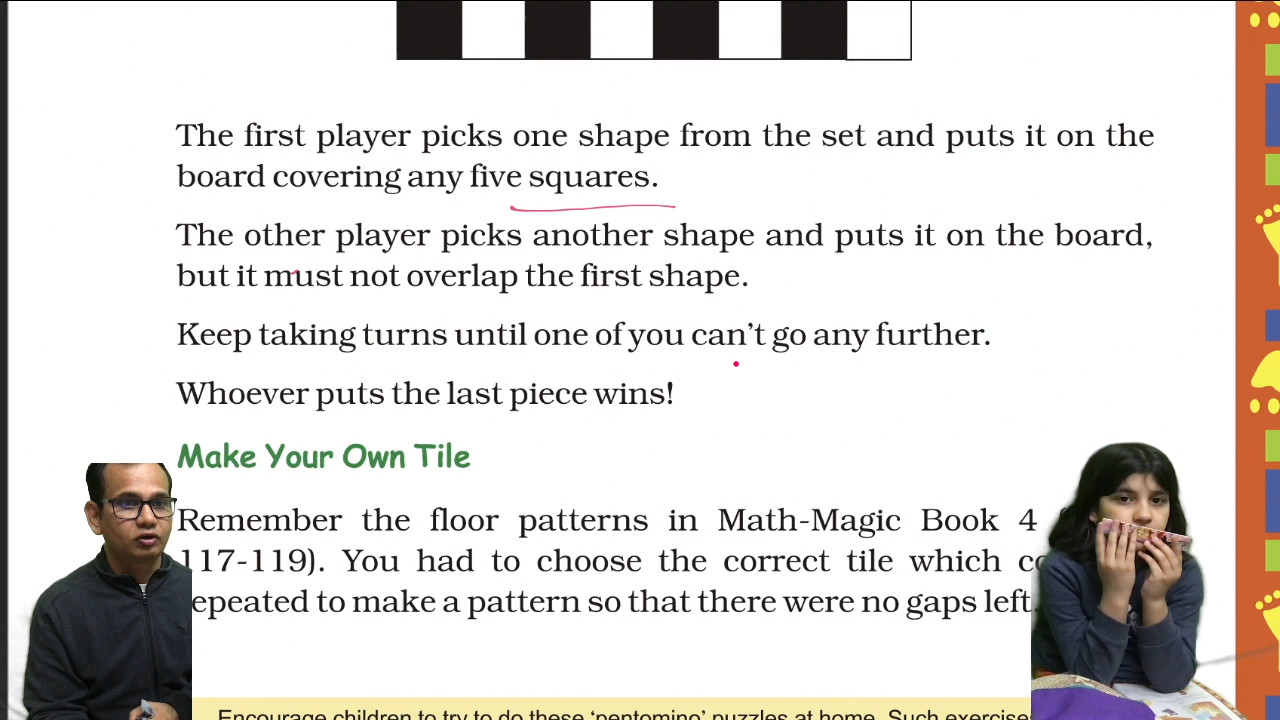 The first player picks one shape from the set and puts it on the
board covering any five squares.
The other player picks another shape and puts it on the board,
but it must not overlap the first shape.
Keep taking turns until one of you can't go any further.
Whoever puts the last piece wins!
Make Your Own Tile
Remember the floor patterns in Math-Magic Book 4
117-119). You had to choose the correct tile which
to make a pattern so that there were no gaps left.
Encourage children to try to do these 'pentomino' puzzles at home. Such